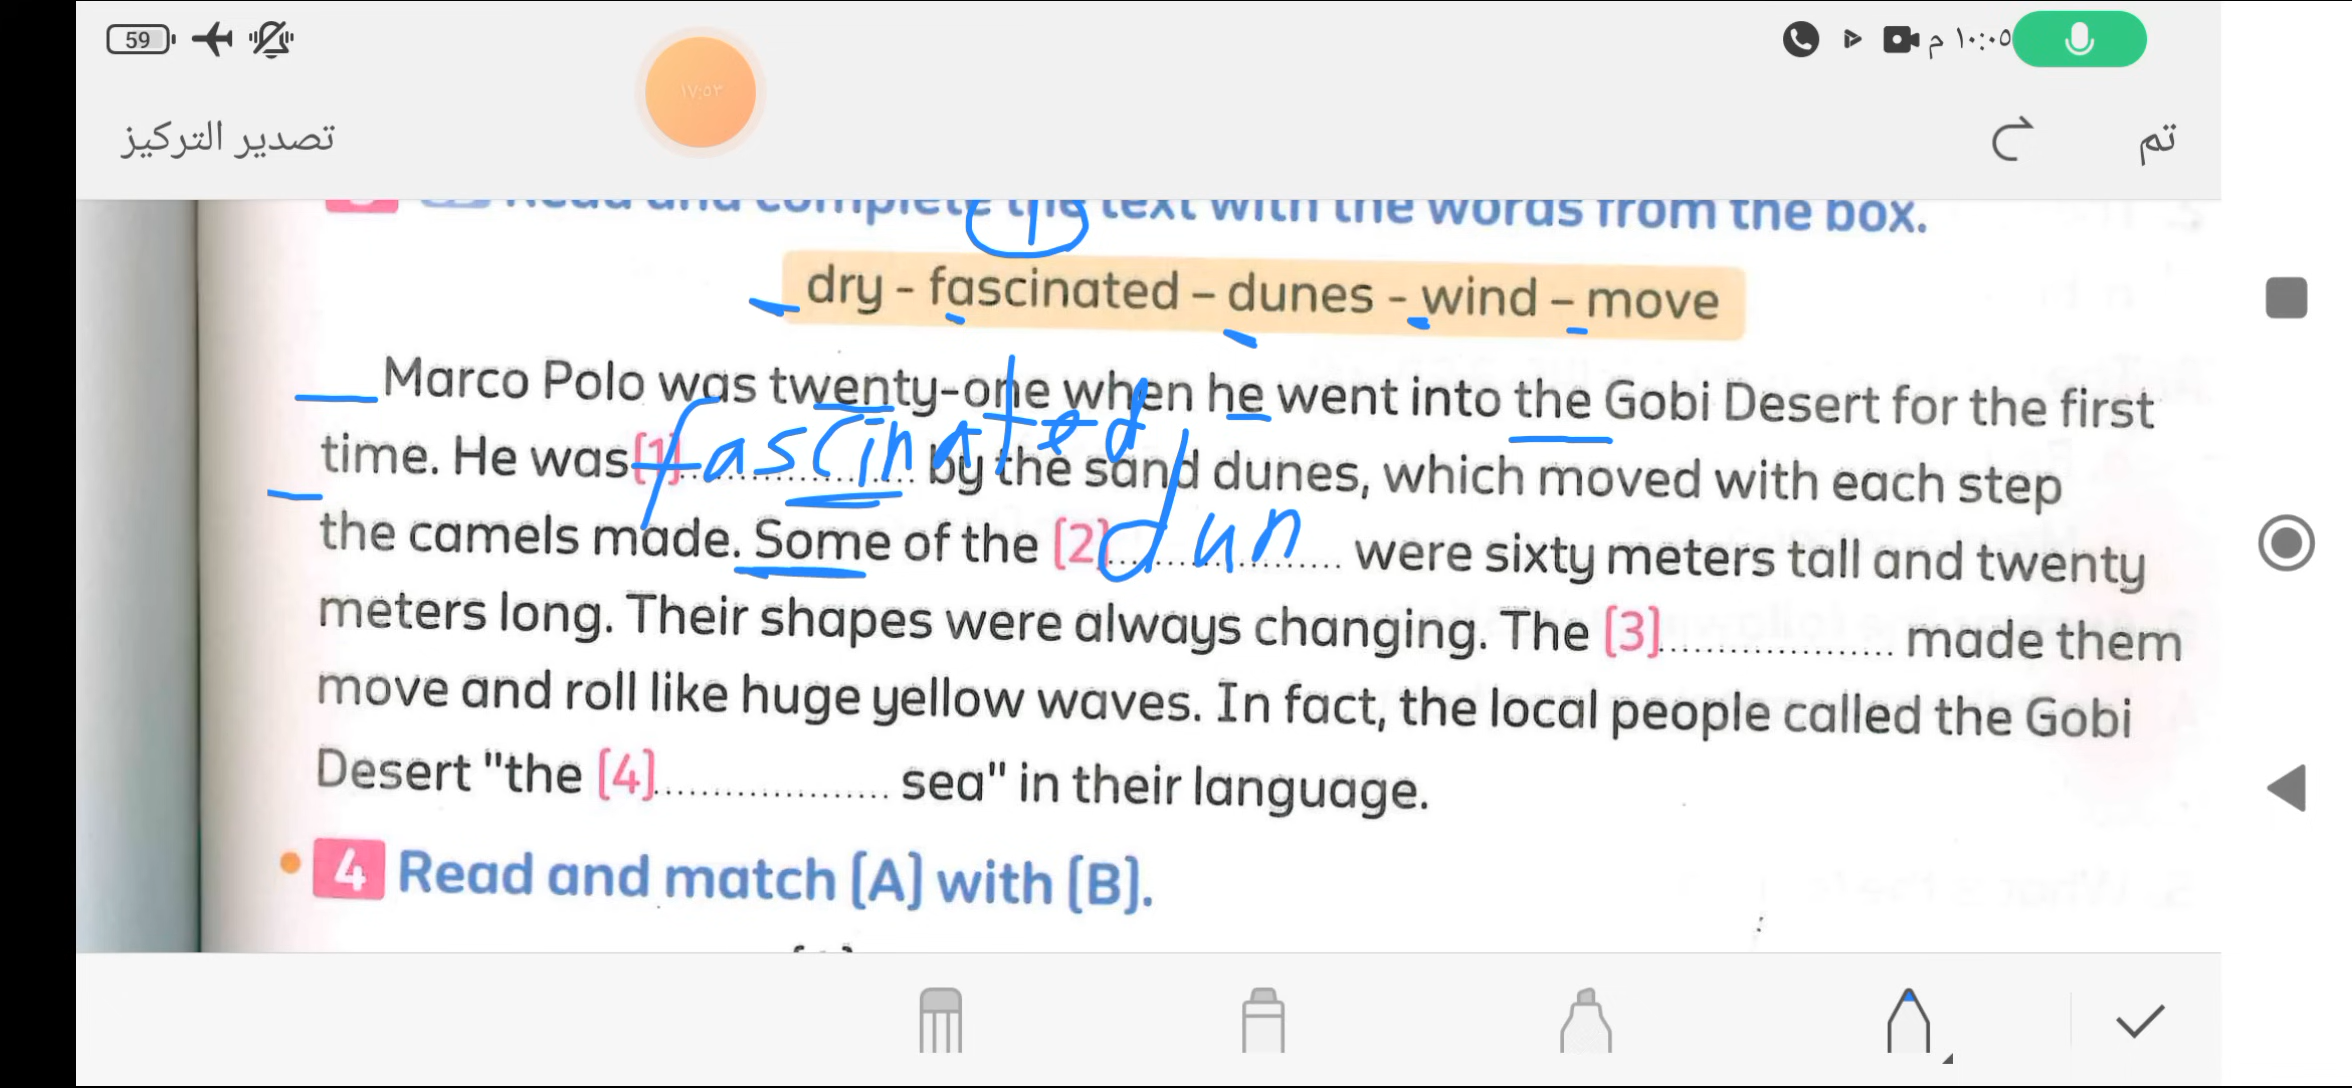 59
١٠:٠٥ م
١٧:٥٣
تصدير التركيز
تم
Read and complete the text with the words from the box.
dry - fascinated – dunes - wind – move
Marco Polo was twenty-one when he went into the Gobi Desert for the first
time. He was [1] fascinated by the sand dunes, which moved with each step
the camels made. Some of the [2] dun were sixty meters tall and twenty
meters long. Their shapes were always changing. The [3].................... made them
move and roll like huge yellow waves. In fact, the local people called the Gobi
Desert "the [4].................... sea" in their language.
4 Read and match [A] with [B].